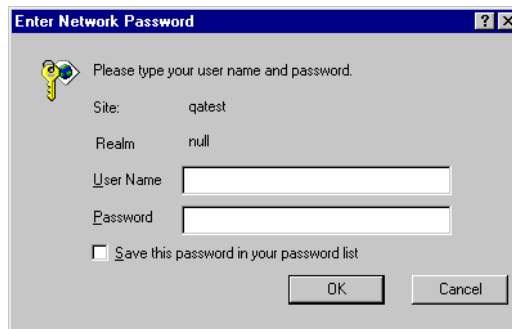 Enter Network Password
Please type your user name and password.
Site: qatest
Realm null
User Name
Password
Save this password in your password list
OK Cancel